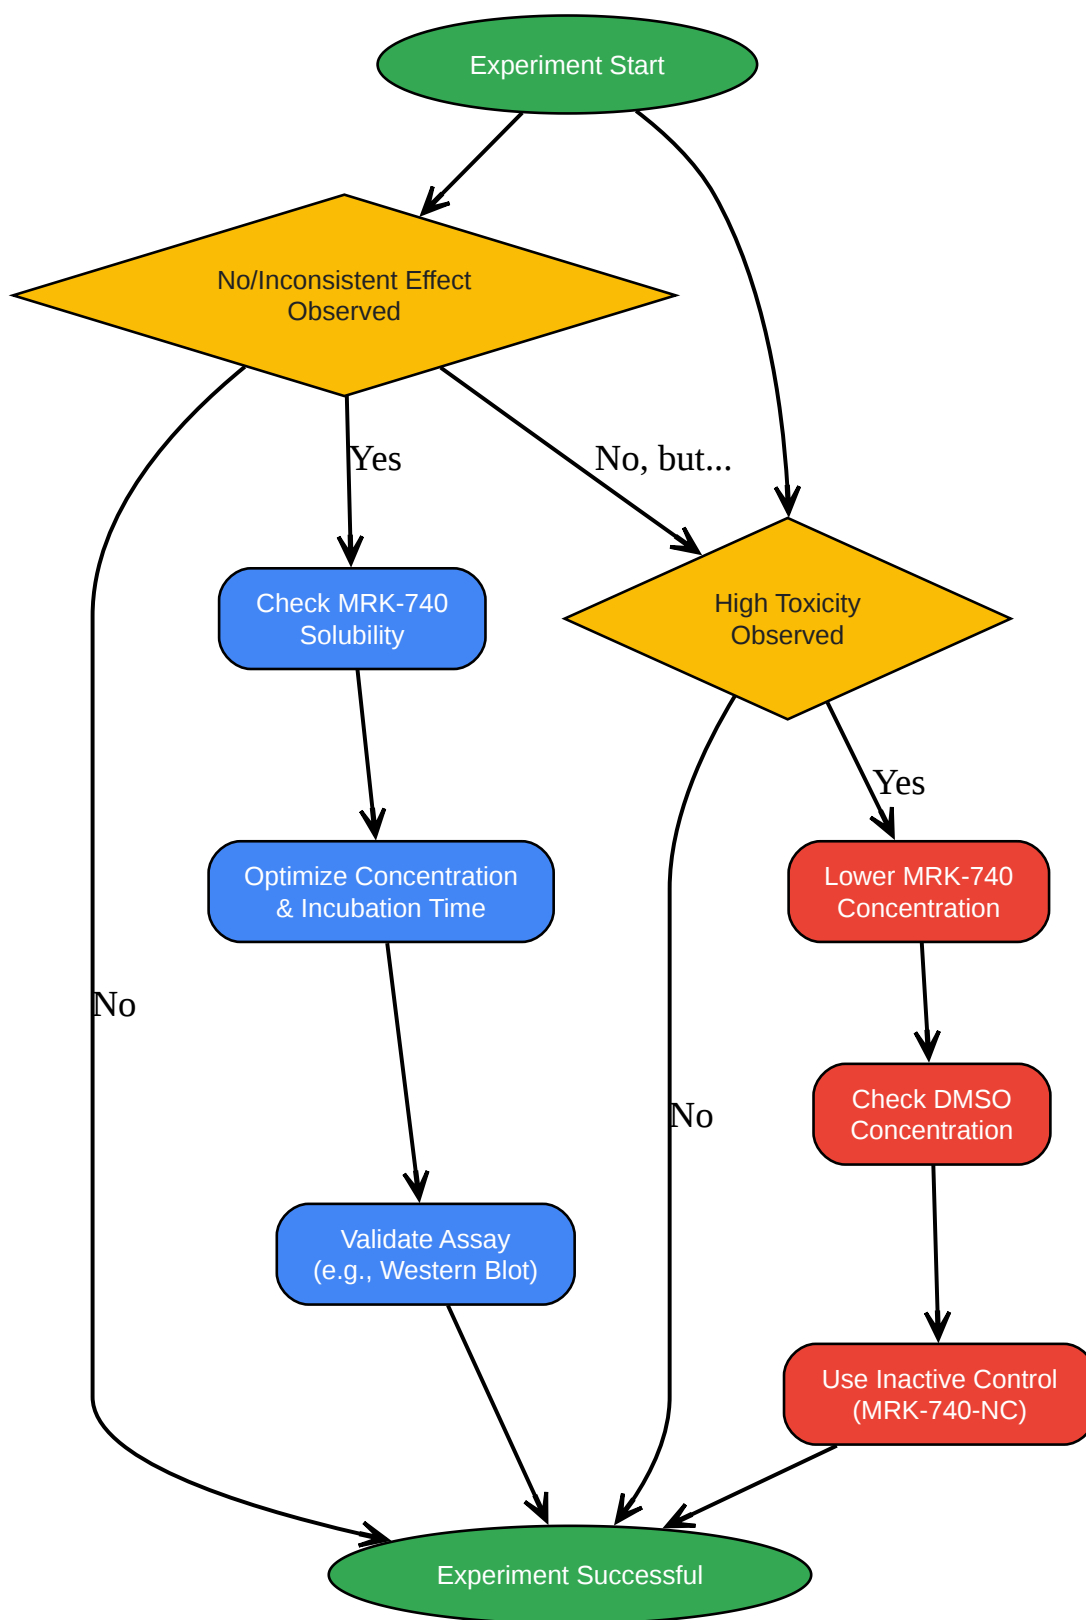 Experiment Start
No/Inconsistent Effect
Observed
Yes
No, but...
Check MRK-740
Solubility
High Toxicity
Observed
Yes
Optimize Concentration
& Incubation Time
Lower MRK-740
Concentration
No
Check DMSO
Concentration
No
Validate Assay
(e.g., Western Blot)
Use Inactive Control
(MRK-740-NC)
Experiment Successful